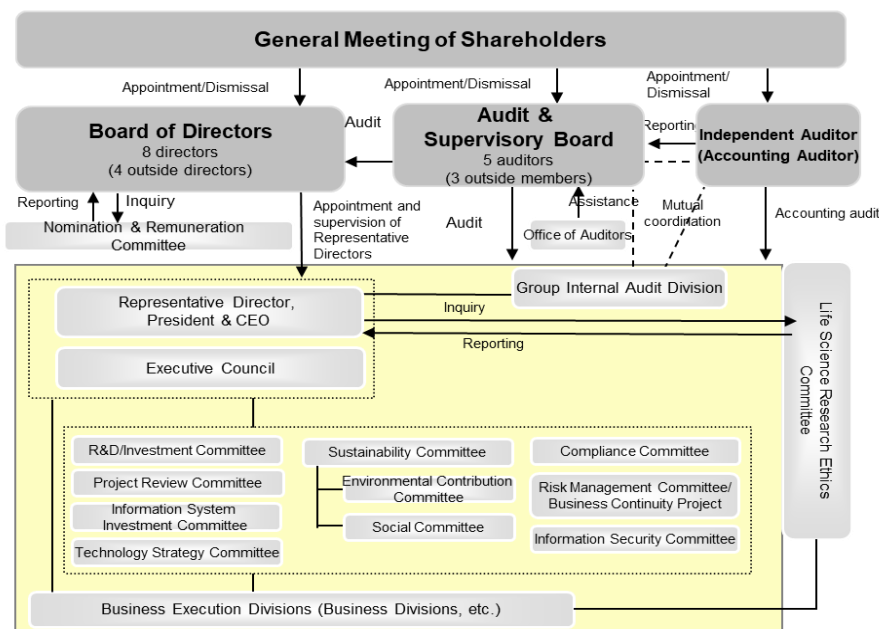 General Meeting of Shareholders
Appointment/Dismissal
Appointment/Dismissal
Appointment/
Dismissal
Board of Directors
8 directors
(4 outside directors)
Audit
Audit &
Supervisory Board
5 auditors
(3 outside members)
Reporting
Independent Auditor
(Accounting Auditor)
Reporting
Inquiry
Nomination & Remuneration
Committee
Appointment and
supervision of
Representative
Directors
Audit
Assistance
Office of Auditors
Mutual
coordination
Accounting audit
Group Internal Audit Division
Representative Director,
President & CEO
Inquiry
Reporting
Executive Council
Life Science Research Ethics
Committee
R&D/Investment Committee
Project Review Committee
Information System
Investment Committee
Technology Strategy Committee
Sustainability Committee
Environmental Contribution
Committee
Social Committee
Compliance Committee
Risk Management Committee/
Business Continuity Project
Information Security Committee
Business Execution Divisions (Business Divisions, etc.)